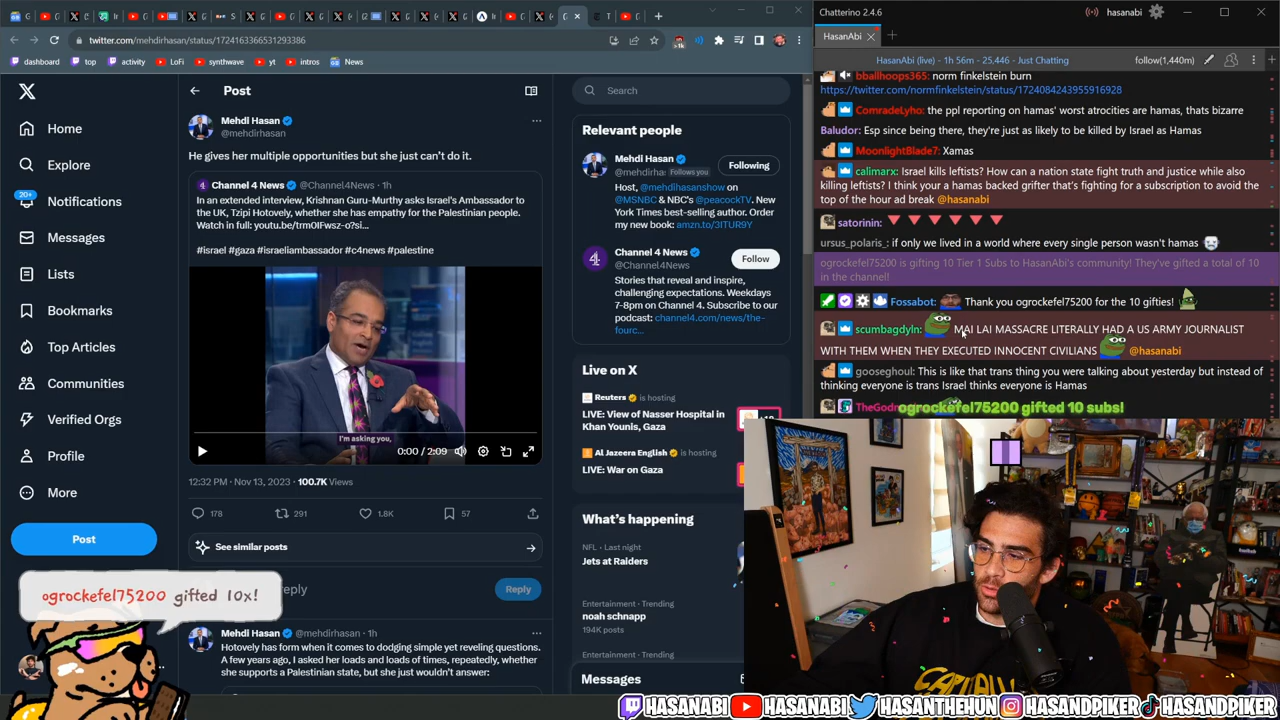 twitter.com/mehdirhasan/status/1724163366531293386
dashboard
top
activity
LoFi
synthwave
yt
intros
News
Post
Search
Home
Explore
20+
Notifications
Messages
Lists
Bookmarks
Top Articles
Communities
Verified Orgs
Profile
More
Post
Mehdi Hasan
@mehdirhasan
He gives her multiple opportunities but she just can't do it.
Channel 4 News @Channel4News · 1h
In an extended interview, Krishnan Guru-Murthy asks Israel's Ambassador to
the UK, Tzipi Hotovely, whether she has empathy for the Palestinian people.
Watch in full: youtu.be/trm0IFwsz-o?si...
#israel #gaza #israeliambassador #c4news #palestine
I'm asking you,
0:00 / 2:09
12:32 PM · Nov 13, 2023 · 100.7K Views
178 291 1.8K 57
See similar posts
reply
Reply
Mehdi Hasan @mehdirhasan · 1h
Hotovely has form when it comes to dodging simple yet reveling questions.
A few years ago, I asked her loads and loads of times, repeatedly, whether
she supports a Palestinian state, but she just wouldn't answer:
Relevant people
Mehdi Hasan
@mehdirha: Follows you
Following
Host, @mehdihasanshow on
@MSNBC & NBC's @peacockTV. New
York Times best-selling author. Order
my new book: amzn.to/3ITUR9Y
Channel 4 News
@Channel4News
Follow
Stories that reveal and inspire,
challenging expectations. Weekdays
7-8pm on Channel 4. Subscribe to our
podcast: channel4.com/news/the-
fourc...
Live on X
Reuters is hosting
LIVE: View of Nasser Hospital in
Khan Younis, Gaza
Al Jazeera English is hosting
LIVE: War on Gaza
What's happening
NFL · Last night
Jets at Raiders
Entertainment · Trending
noah schnapp
194K posts
Entertainment · Trending
Messages
Chatterino 2.4.6
hasanabi
HasanAbi
HasanAbi (live) - 1h 56m - 25,446 - Just Chatting
follow(1,440m)
bballhoops365: norm finkelstein burn
https://twitter.com/normfinkelstein/status/1724084243955916928
ComradeLyho: the ppl reporting on hamas' worst atrocities are hamas, thats bizarre
Baludor: Esp since being there, they're just as likely to be killed by Israel as Hamas
MoonlightBlade7: Xamas
calimarx: Israel kills leftists? How can a nation state fight truth and justice while also
killing leftists? I think your a hamas backed grifter that's fighting for a subscription to avoid the
top of the hour ad break @hasanabi
satorinin:
ursus_polaris_: if only we lived in a world where every single person wasn't hamas
ogrockefel75200 is gifting 10 Tier 1 Subs to HasanAbi's community! They've gifted a total of 10
in the channel!
Fossabot: Thank you ogrockefel75200 for the 10 gifties!
scumbagdyln: MAI LAI MASSACRE LITERALLY HAD A US ARMY JOURNALIST
WITH THEM WHEN THEY EXECUTED INNOCENT CIVILIANS @hasanabi
gooseghoul: This is like that trans thing you were talking about yesterday but instead of
thinking everyone is trans Israel thinks everyone is Hamas
ogrockefel75200 gifted 10 subs!
ogrockefel75200 gifted 10x!
HASANABI HASANABI HASANTHEHUN HASANDPIKER HASANDPIKER